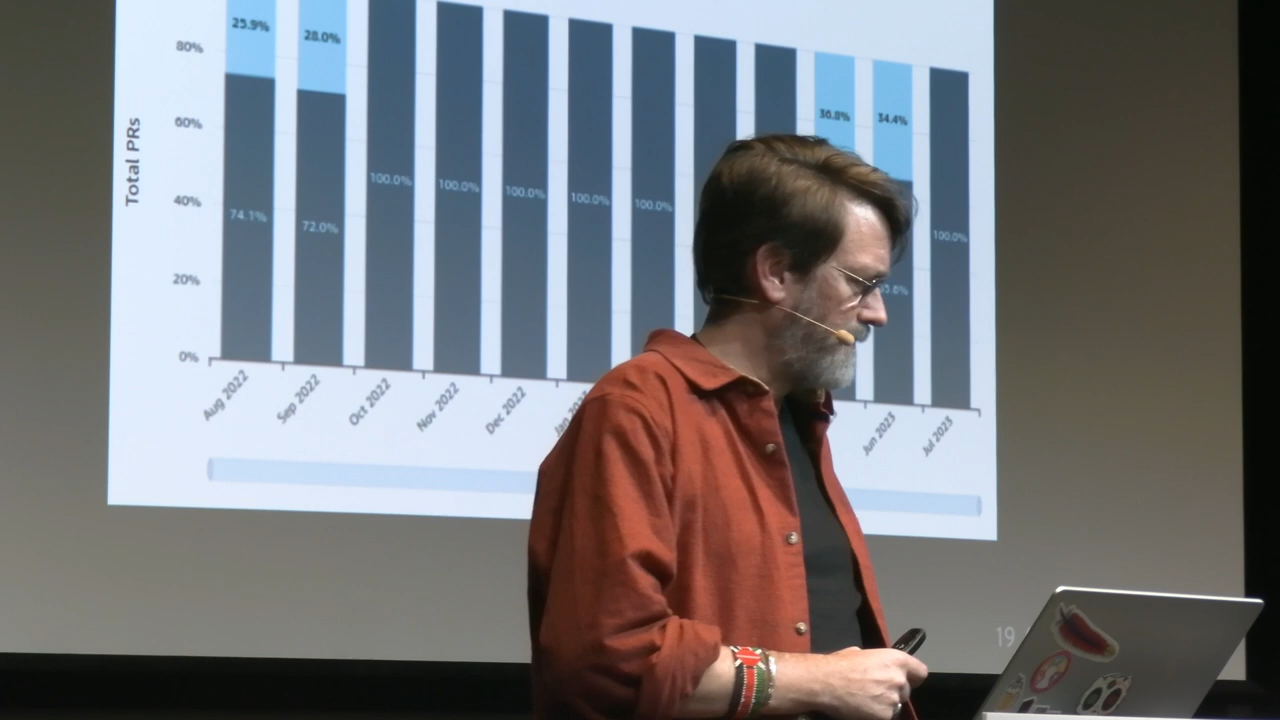 25.9%
28.0%
36.8%
34.4%
80%
60%
40%
20%
0%
Total PRs
74.1%
72.0%
100.0%
100.0%
100.0%
100.0%
100.0%
100.0%
Aug 2022
Sep 2022
Oct 2022
Nov 2022
Dec 2022
Jun 2023
Jul 2023
19